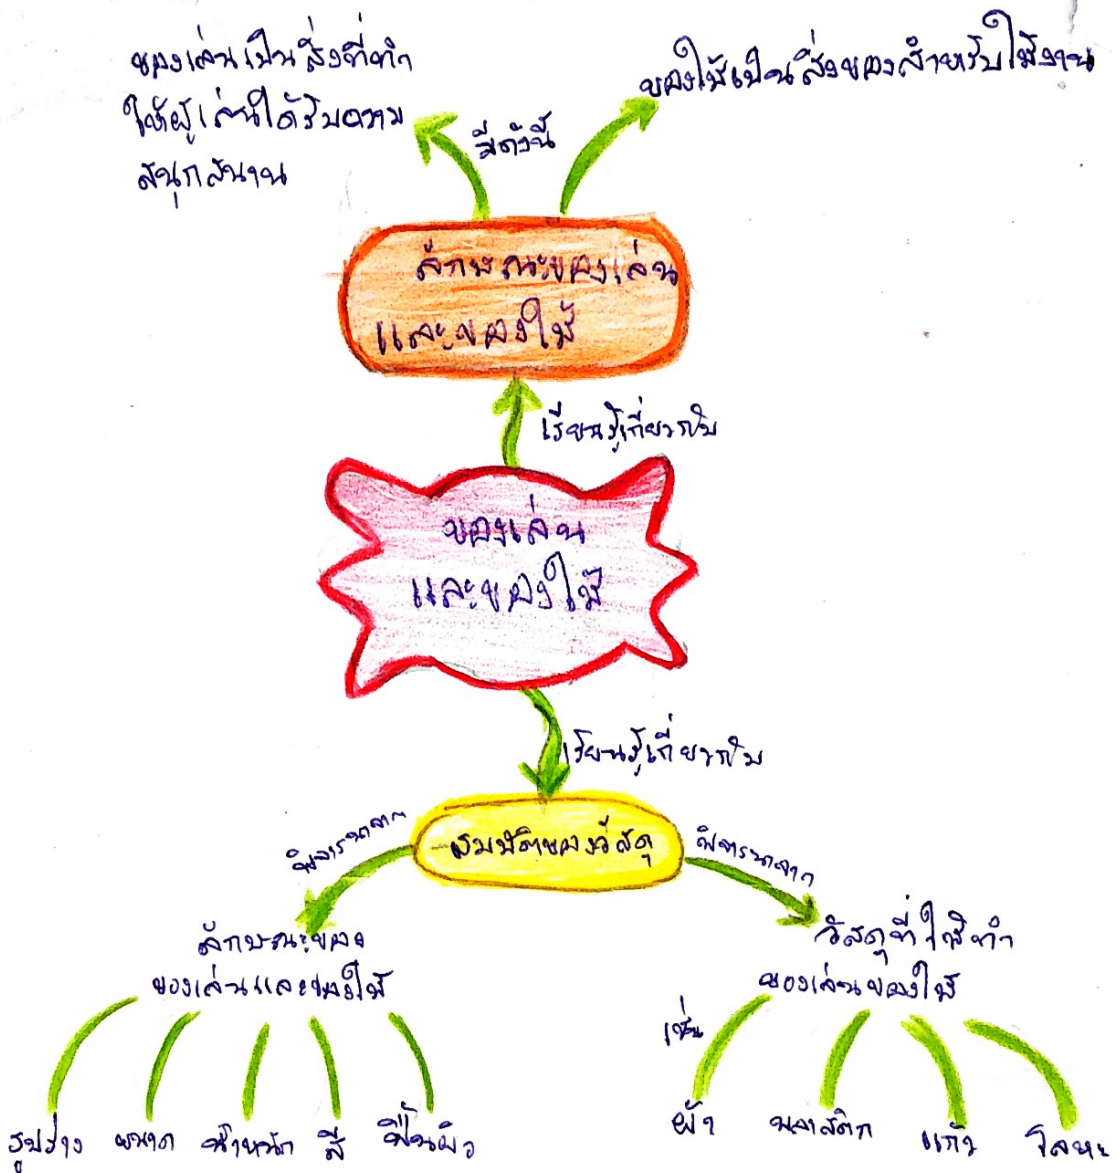 ของเล่นเป็นสิ่งที่ทำ
ให้ผู้เล่นได้รับความ
สนุกสนาน
มีดังนี้
ของใช้เป็นสิ่งของสำหรับใช้งาน
ลักษณะของเล่น
และของใช้
เรียนรู้เกี่ยวกับ
ของเล่น
และของใช้
เรียนรู้เกี่ยวกับ
สมบัติของวัสดุ
พิจารณาจาก
พิจารณาจาก
ลักษณะของ
ของเล่นและของใช้
วัสดุที่ใช้ทำ
ของเล่นของใช้
เช่น
รูปร่าง ขนาด น้ำหนัก สี พื้นผิว
ผ้า พลาสติก แก้ว โลหะ